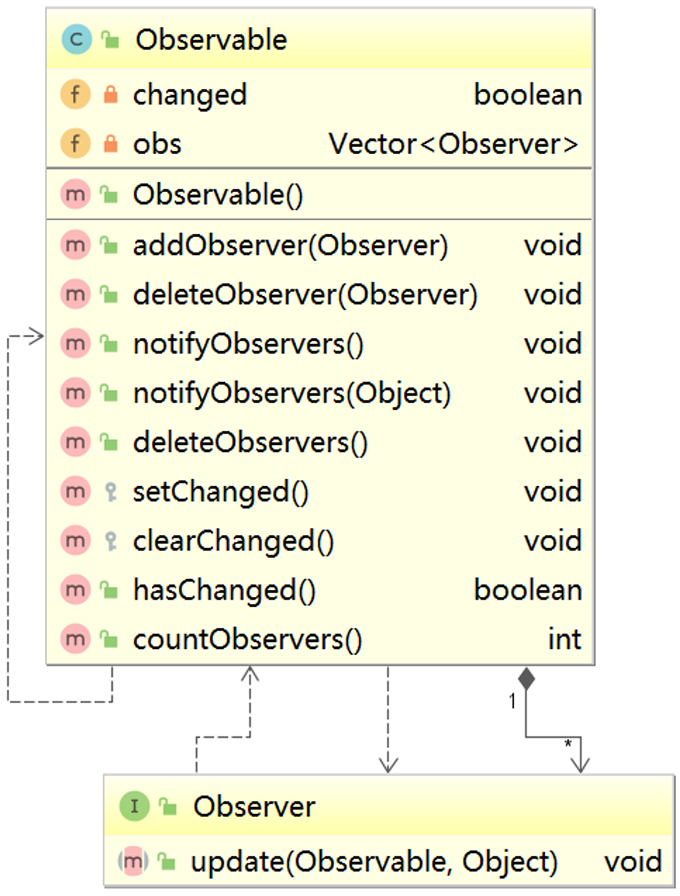 C Observable
f changed boolean
f obs Vector<Observer>
m Observable()
m addObserver(Observer) void
m deleteObserver(Observer) void
m notifyObservers() void
m notifyObservers(Object) void
m deleteObservers() void
m setChanged() void
m clearChanged() void
m hasChanged() boolean
m countObservers() int
1
*
I Observer
m update(Observable, Object) void